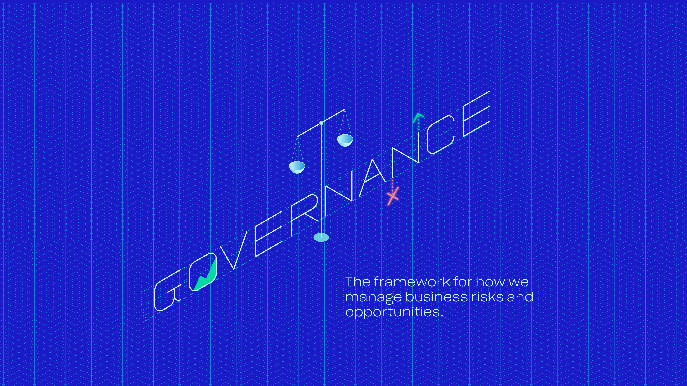 GOVERNANCE
The framework for how we
manage business risks and
opportunities.